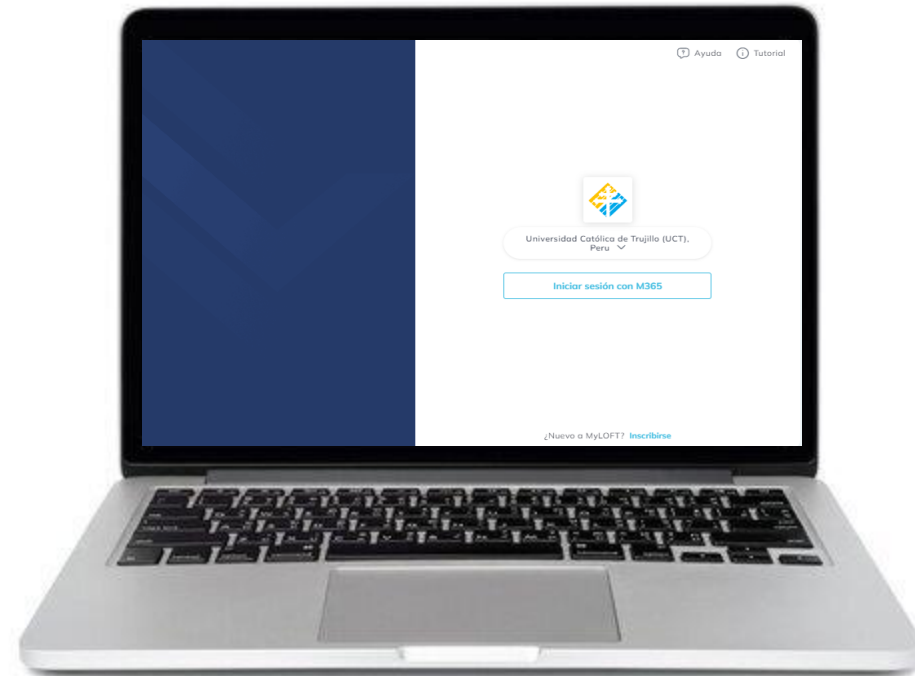 Ayuda Tutorial
Universidad Católica de Trujillo (UCT),
Peru
Iniciar sesión con M365
¿Nuevo a MyLOFT? Inscribirse